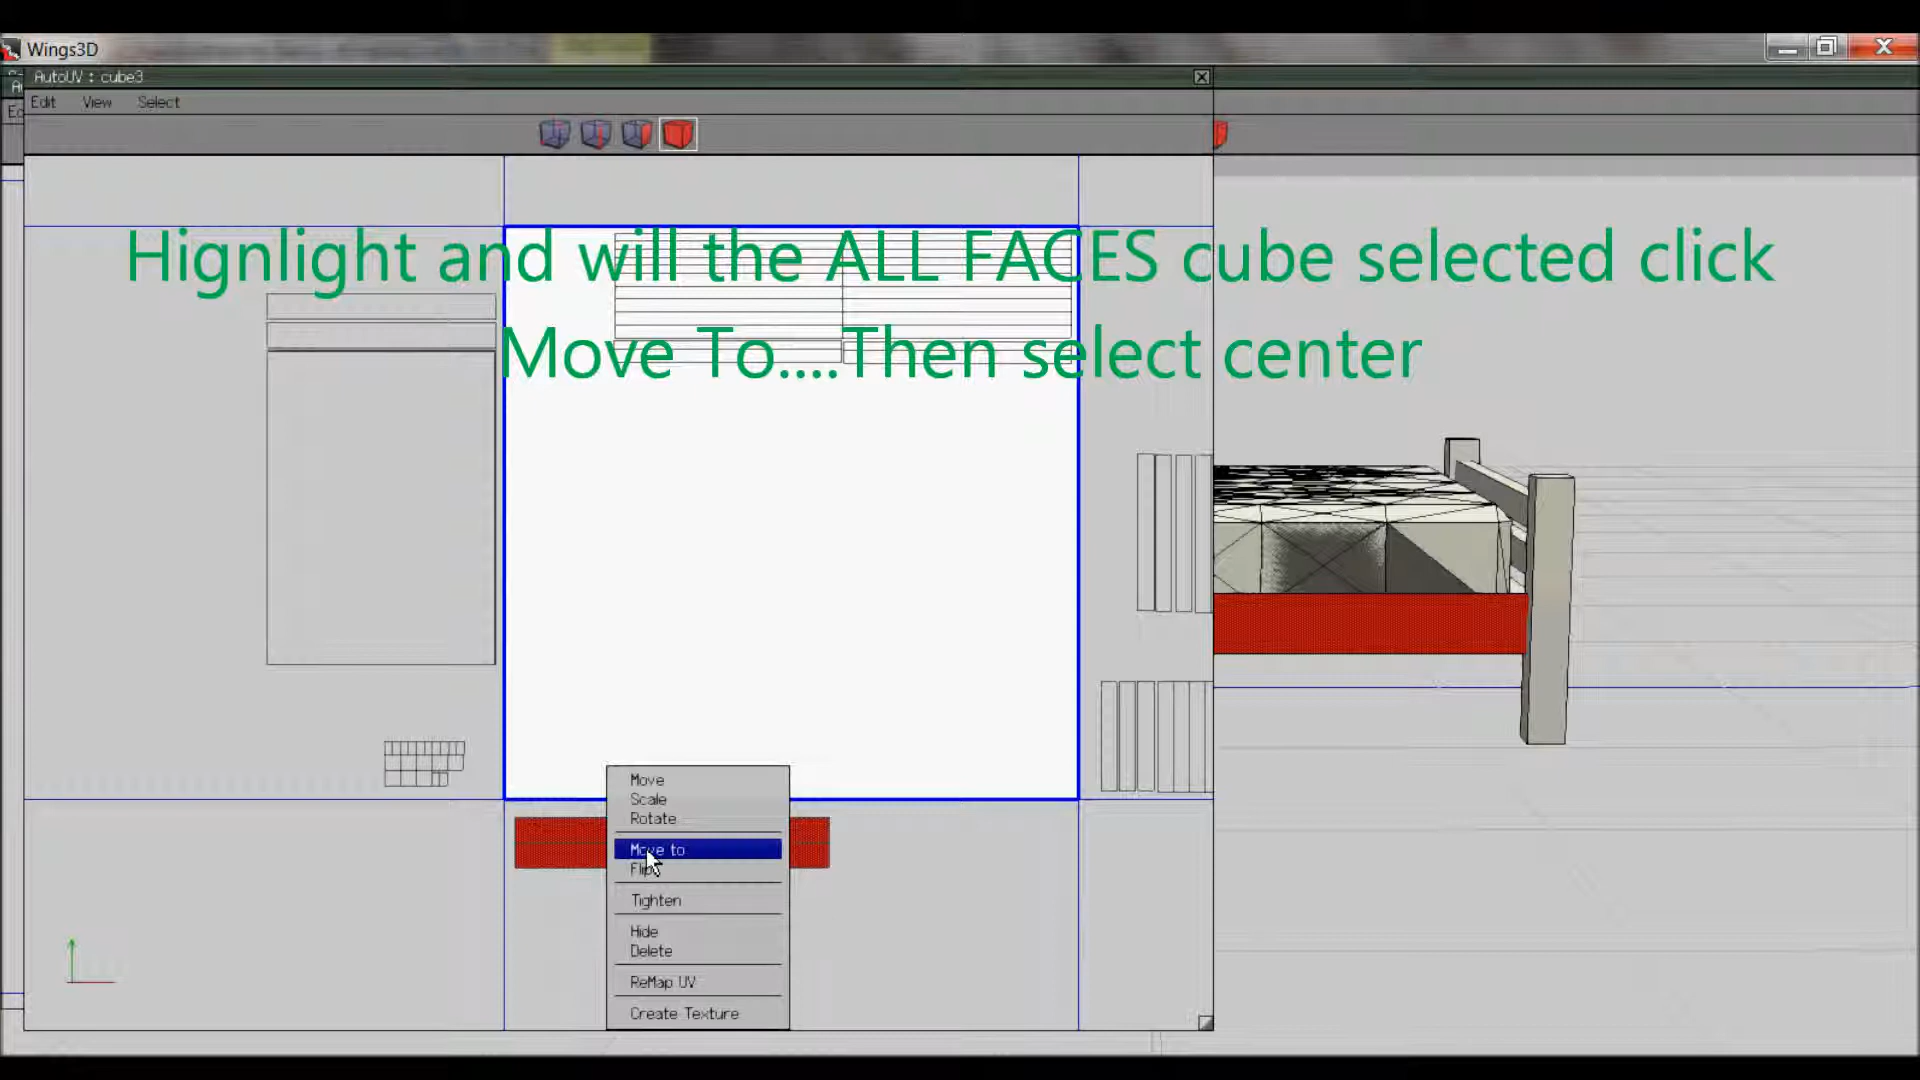 Wings3D
AutoUV : cube3
Edit View Select
Hignlight and will the ALL FACES cube selected click
Move To....Then select center
Move
Scale
Rotate
Move to
Flip
Tighten
Hide
Delete
ReMap UV
Create Texture